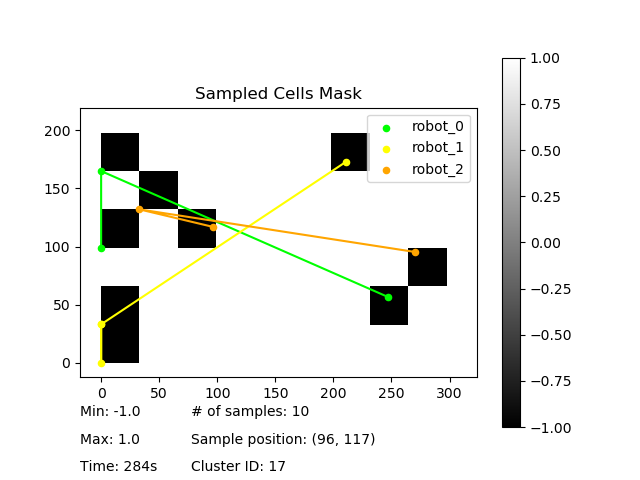 Sampled Cells Mask
robot_0
robot_1
robot_2
200
150
100
50
0
0 50 100 150 200 250 300
1.00
0.75
0.50
0.25
0.00
−0.25
−0.50
−0.75
−1.00
Min: -1.0 # of samples: 10
Max: 1.0 Sample position: (96, 117)
Time: 284s Cluster ID: 17